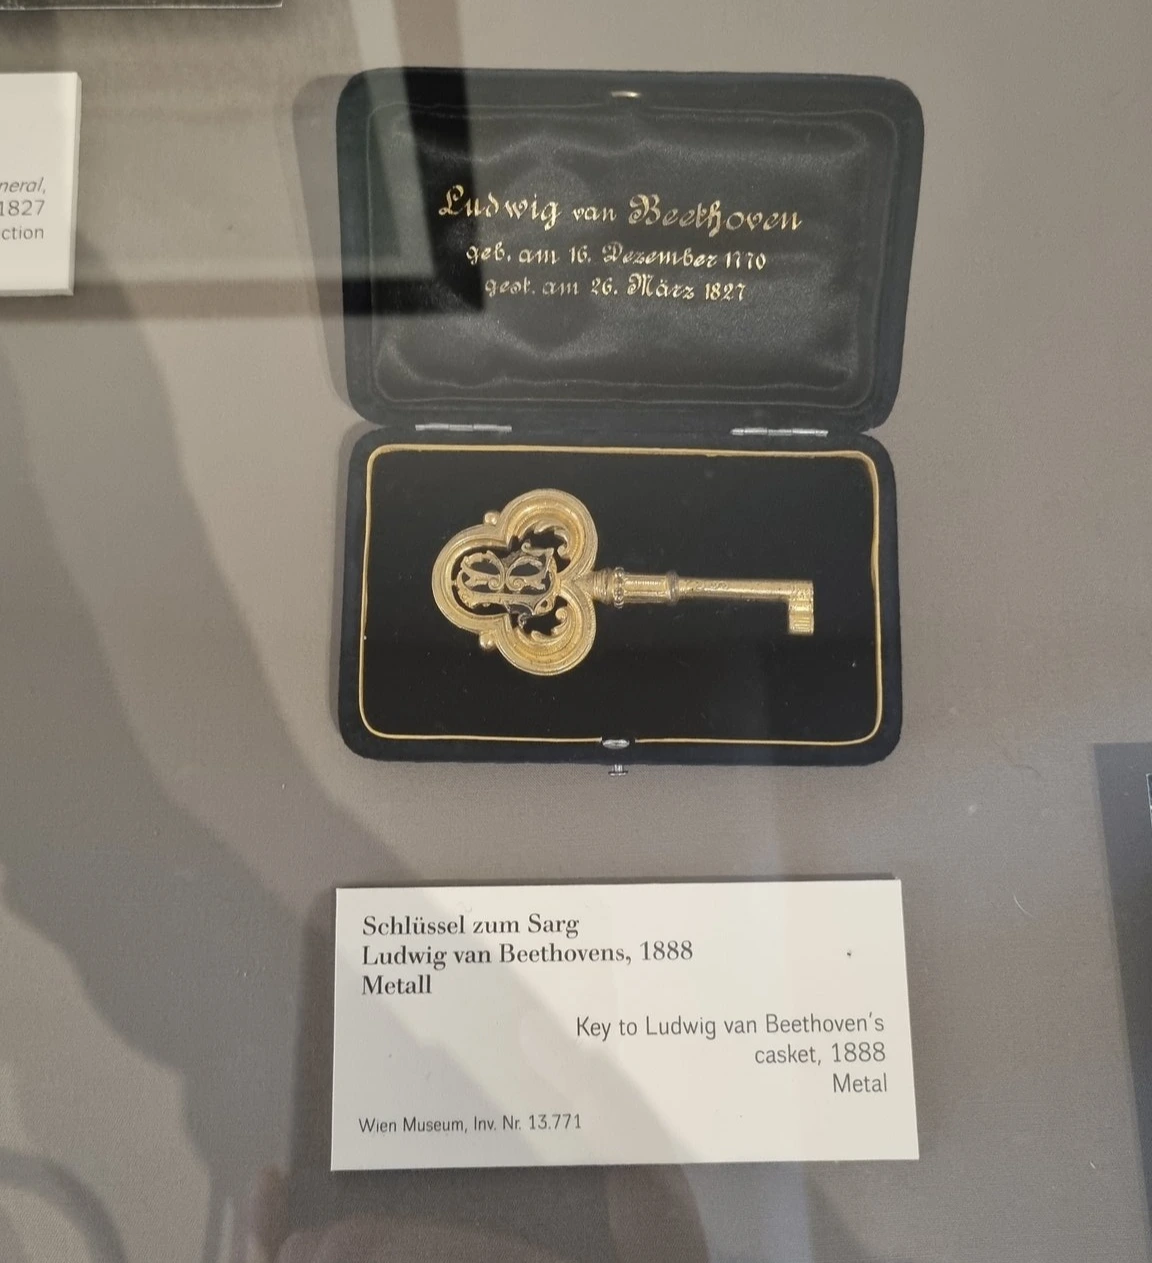 neral,
1827
ction
Ludwig van Beethoven
geb. am 16. Dezember 1770
gest. am 26. März 1827
Schlüssel zum Sarg
Ludwig van Beethovens, 1888
Metall
Key to Ludwig van Beethoven's
casket, 1888
Metal
Wien Museum, Inv. Nr. 13.771